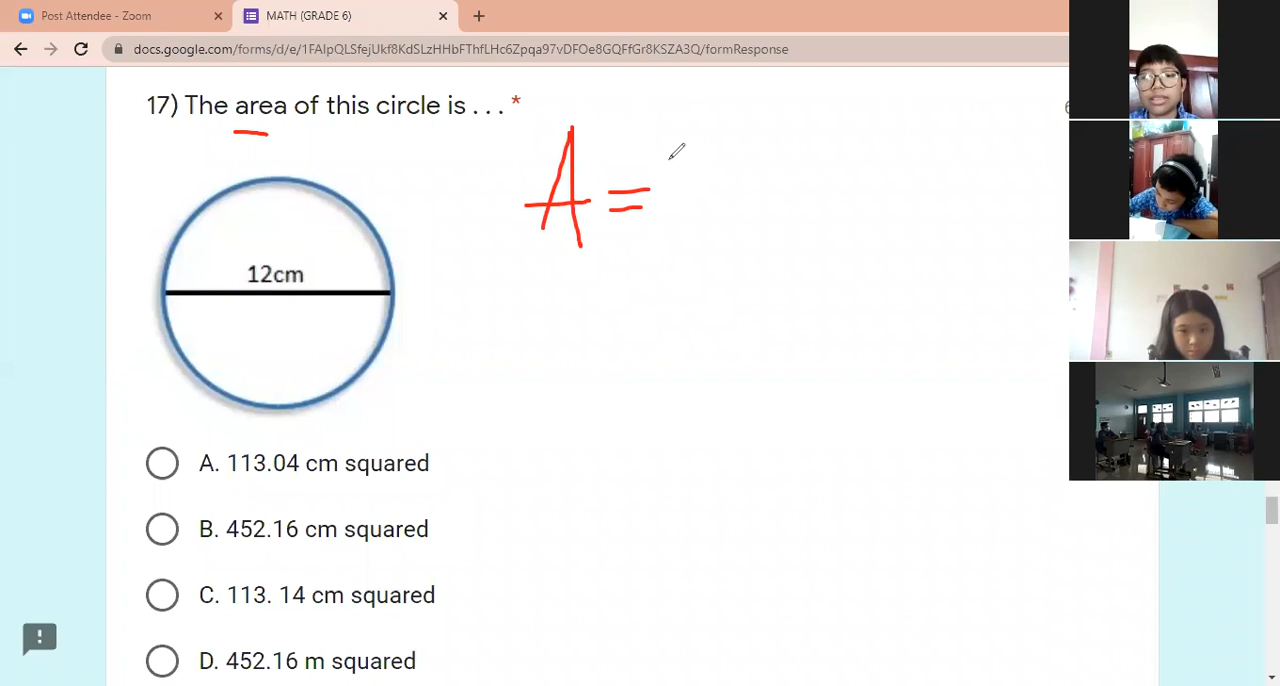 Post Attendee - Zoom
MATH (GRADE 6)
docs.google.com/forms/d/e/1FAIpQLSfejUkf8KdSLzHHbFThfLHc6Zpqa97vDFOe8GQFfGr8KSZA3Q/formResponse
17) The area of this circle is . . . *
A =
12cm
A. 113.04 cm squared
B. 452.16 cm squared
C. 113. 14 cm squared
D. 452.16 m squared